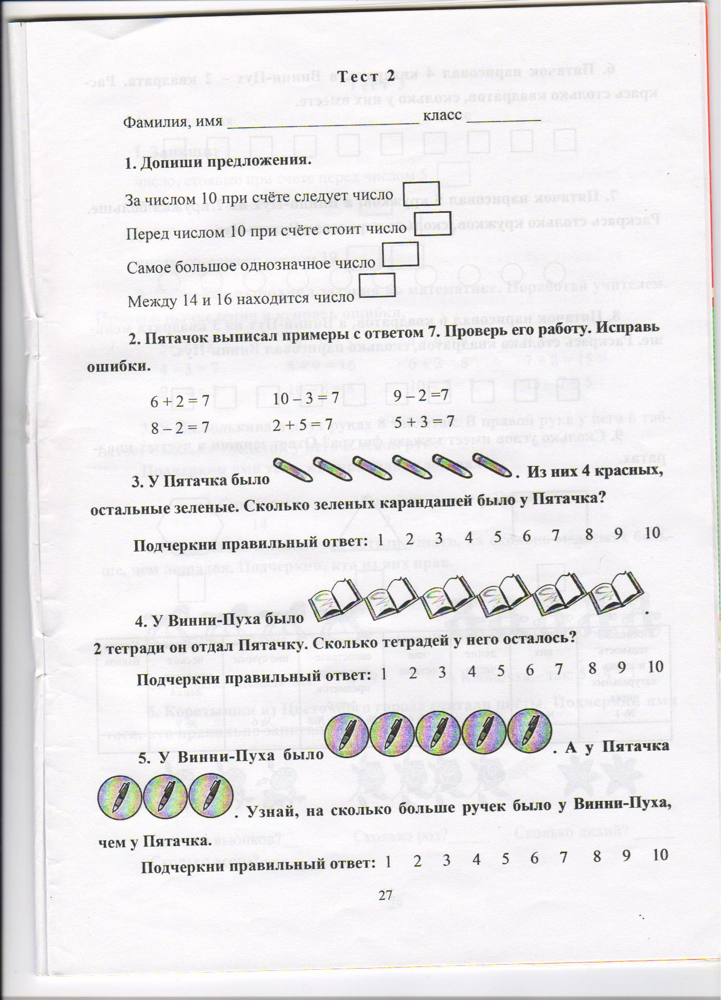 Тест 2
Фамилия, имя ________________________ класс _________
1. Допиши предложения.
За числом 10 при счёте следует число
Перед числом 10 при счёте стоит число
Самое большое однозначное число
Между 14 и 16 находится число
2. Пятачок выписал примеры с ответом 7. Проверь его работу. Исправь
ошибки.
6 + 2 = 7 10 – 3 = 7 9 – 2 =7
8 – 2 = 7 2 + 5 = 7 5 + 3 = 7
3. У Пятачка было . Из них 4 красных,
остальные зеленые. Сколько зеленых карандашей было у Пятачка?
Подчеркни правильный ответ: 1 2 3 4 5 6 7 8 9 10
4. У Винни-Пуха было .
2 тетради он отдал Пятачку. Сколько тетрадей у него осталось?
Подчеркни правильный ответ: 1 2 3 4 5 6 7 8 9 10
5. У Винни-Пуха было . А у Пятачка
. Узнай, на сколько больше ручек было у Винни-Пуха,
чем у Пятачка.
Подчеркни правильный ответ: 1 2 3 4 5 6 7 8 9 10
27